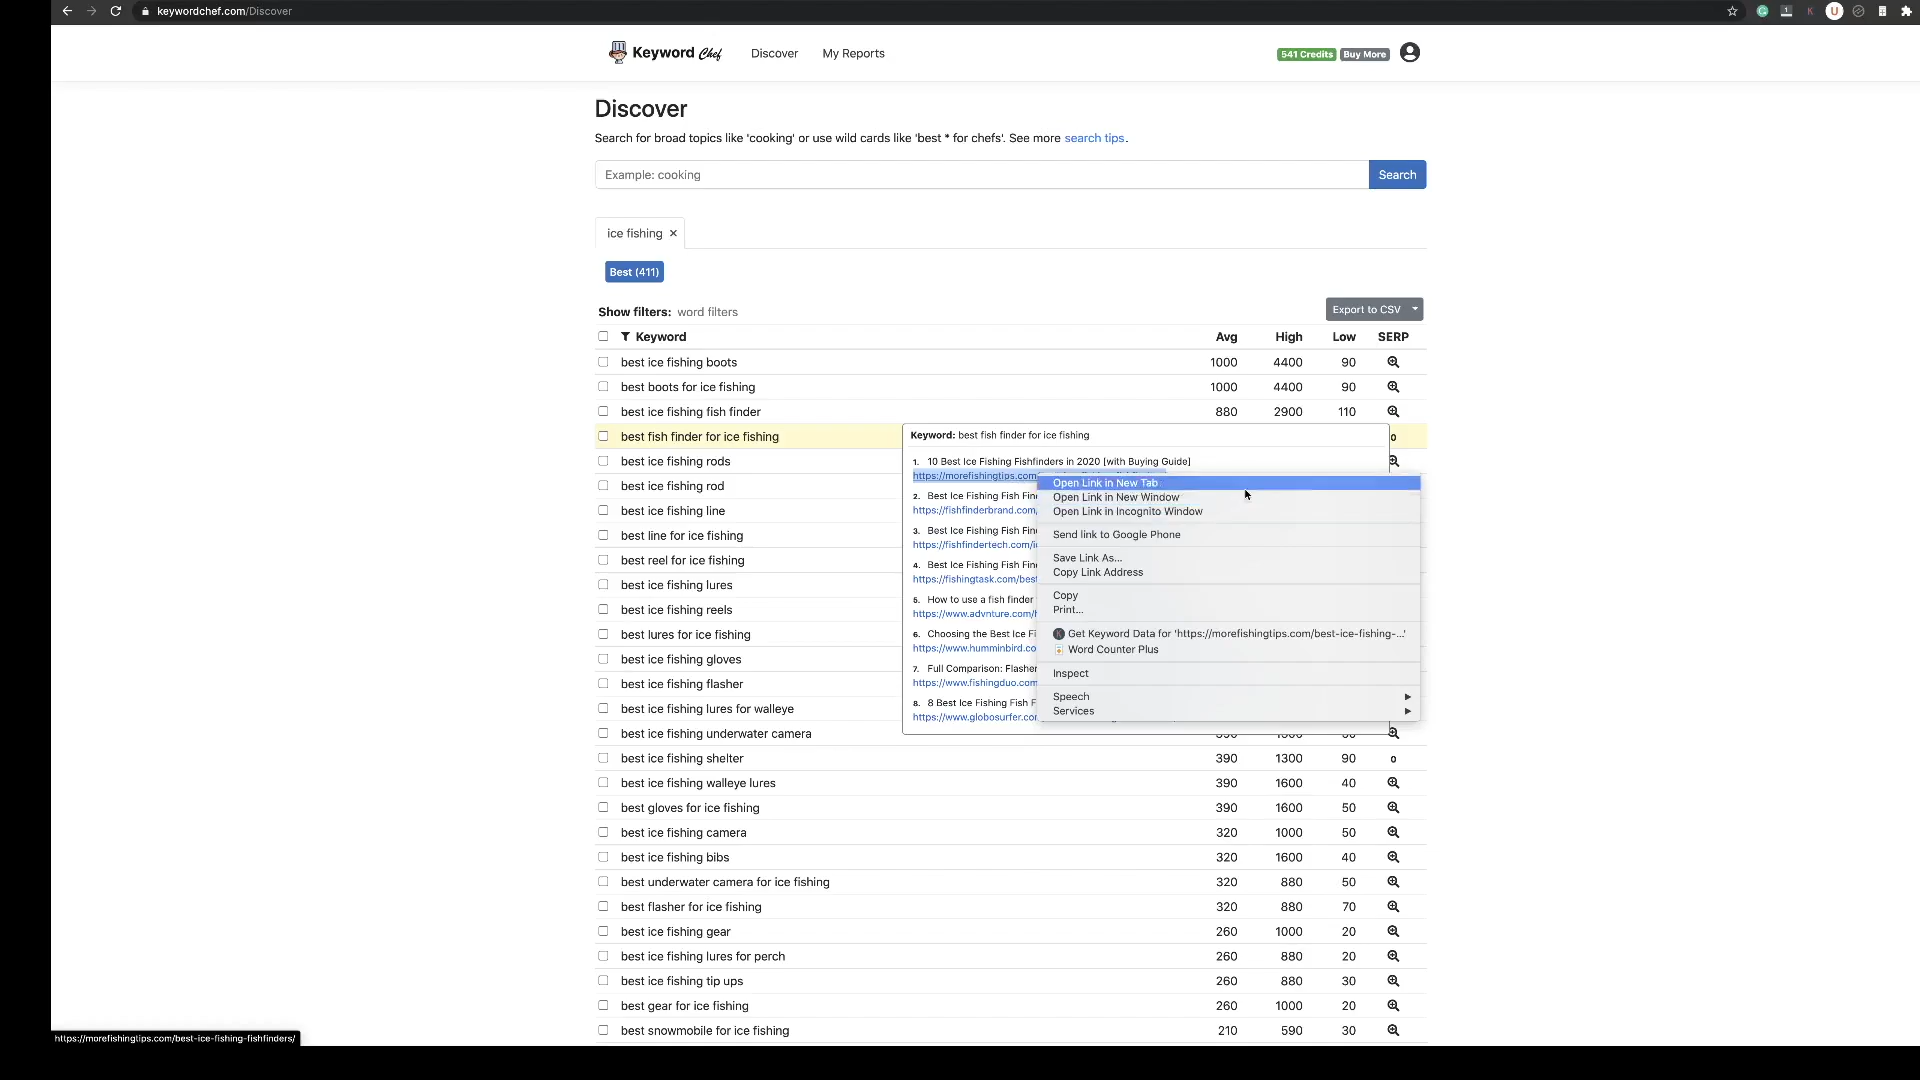 keywordchef.com/Discover
Keyword Chef
Discover
My Reports
541 Credits
Buy More
Discover
Search for broad topics like 'cooking' or use wild cards like 'best * for chefs'. See more search tips.
Example: cooking
Search
ice fishing ×
Best (411)
Show filters: word filters
Export to CSV
Keyword Avg High Low SERP
best ice fishing boots 1000 4400 90
best boots for ice fishing 1000 4400 90
best ice fishing fish finder 880 2900 110
best fish finder for ice fishing 0
best ice fishing rods
best ice fishing rod
best ice fishing line
best line for ice fishing
best reel for ice fishing
best ice fishing lures
best ice fishing reels
best lures for ice fishing
best ice fishing gloves
best ice fishing flasher
best ice fishing lures for walleye
best ice fishing underwater camera
best ice fishing shelter 390 1300 90 0
best ice fishing walleye lures 390 1600 40
best gloves for ice fishing 390 1600 50
best ice fishing camera 320 1000 50
best ice fishing bibs 320 1600 40
best underwater camera for ice fishing 320 880 50
best flasher for ice fishing 320 880 70
best ice fishing gear 260 1000 20
best ice fishing lures for perch 260 880 20
best ice fishing tip ups 260 880 30
best gear for ice fishing 260 1000 20
best snowmobile for ice fishing 210 590 30
Keyword: best fish finder for ice fishing
1. 10 Best Ice Fishing Fishfinders in 2020 [with Buying Guide]
https://morefishingtips.com
2. Best Ice Fishing Fish Fin
https://fishfinderbrand.com/
3. Best Ice Fishing Fish Fin
https://fishfindertech.com/i
4. Best Ice Fishing Fish Fin
https://fishingtask.com/best
5. How to use a fish finder
https://www.advnture.com/h
6. Choosing the Best Ice Fi
https://www.humminbird.co
7. Full Comparison: Flasher
https://www.fishingduo.com
8. 8 Best Ice Fishing Fish F
https://www.globosurfer.co
Open Link in New Tab
Open Link in New Window
Open Link in Incognito Window
Send link to Google Phone
Save Link As...
Copy Link Address
Copy
Print...
Get Keyword Data for 'https://morefishingtips.com/best-ice-fishing-...'
Word Counter Plus
Inspect
Speech
Services
https://morefishingtips.com/best-ice-fishing-fishfinders/